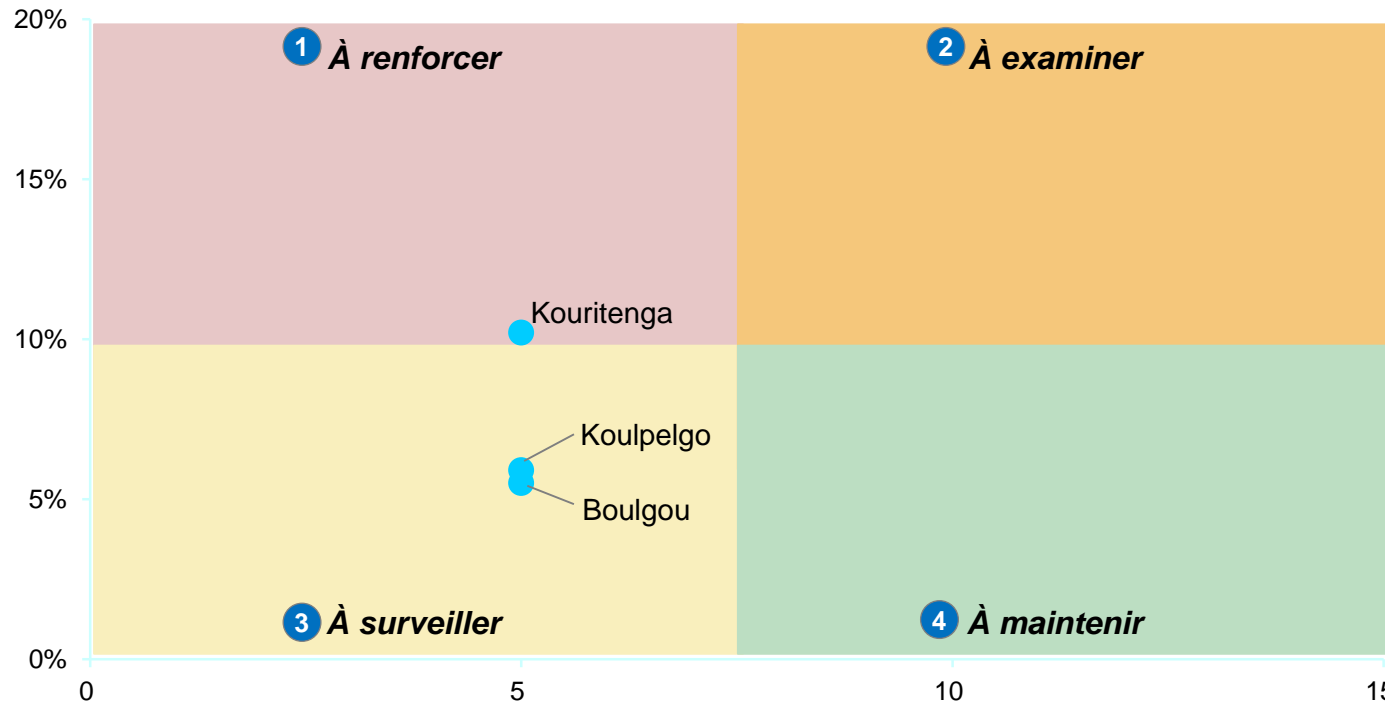 20%
1 À renforcer
2 À examiner
15%
Kouritenga
10%
Koulpelgo
5%
Boulgou
3 À surveiller
4 À maintenir
0%
0 5 10 15